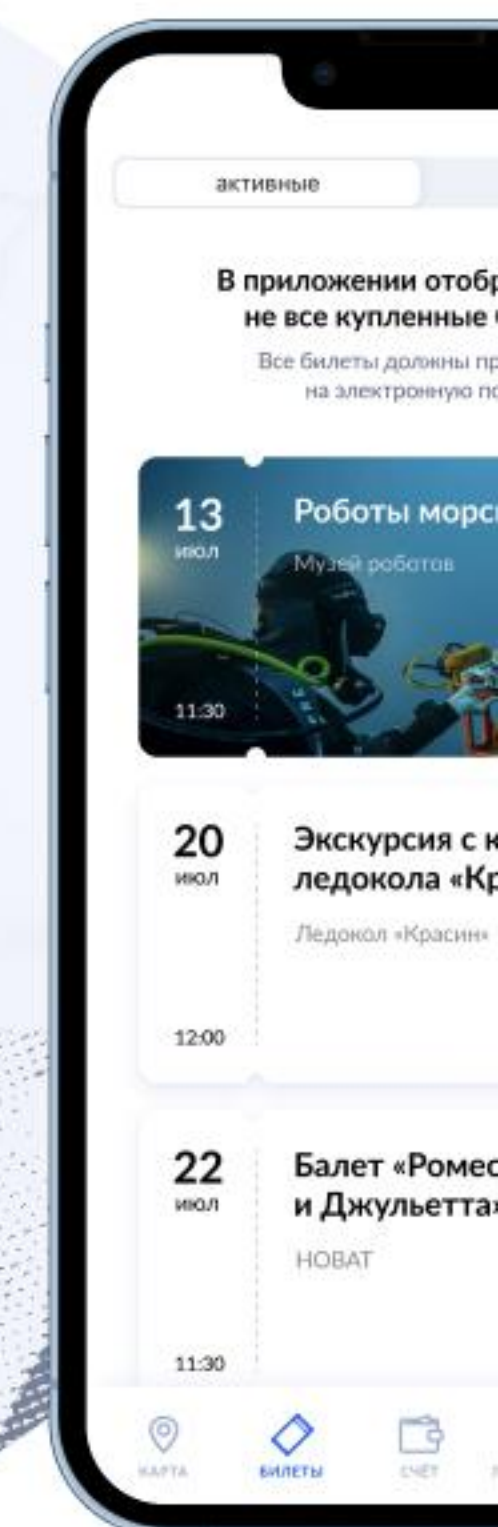 активные
В приложении отобр
не все купленные
Все билеты должны пр
на электронную по
13
июл
Роботы морс
Музей роботов
11:30
20
июл
Экскурсия с к
ледокола «Кр
Ледокол «Красин»
12:00
22
июл
Балет «Ромео
и Джульетта»
НОВАТ
11:30
КАРТА
БИЛЕТЫ
СЧЁТ